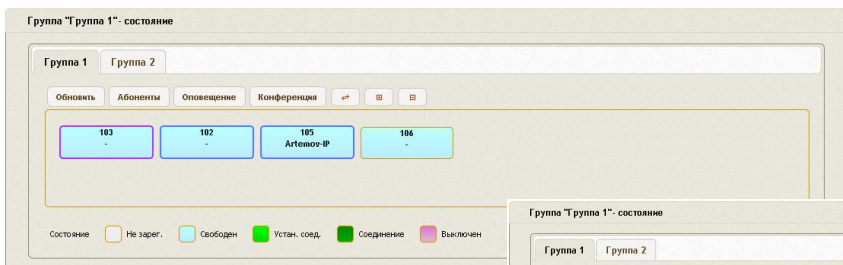 Группа "Группа 1"- состояние
Группа 1 Группа 2
Обновить Абоненты Оповещение Конференция
103 102 105 106
- - Artemov-IP -
Состояние Не зарег. Свободен Устан. соед. Соединение Выключен
Группа "Группа 1"- состояние
Группа 1 Группа 2